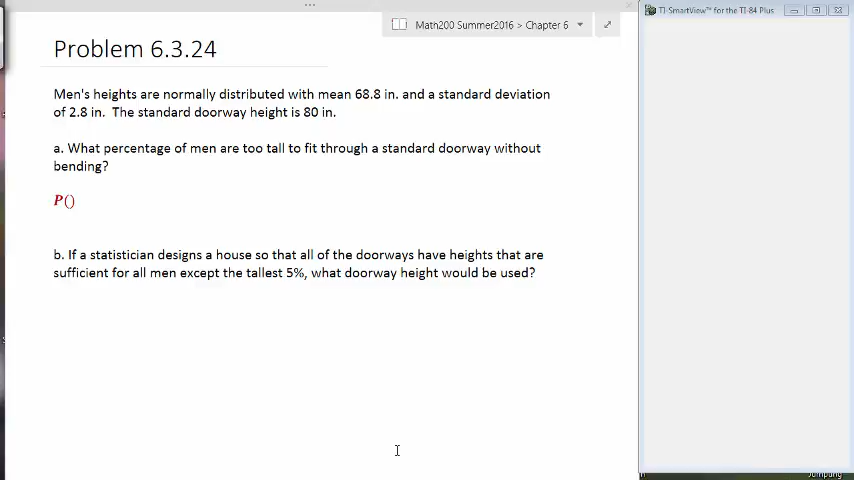 Math200 Summer2016 > Chapter 6
TI-SmartView™ for the TI-84 Plus
Problem 6.3.24
Men's heights are normally distributed with mean 68.8 in. and a standard deviation
of 2.8 in.  The standard doorway height is 80 in.
a. What percentage of men are too tall to fit through a standard doorway without
bending?
P()
b. If a statistician designs a house so that all of the doorways have heights that are
sufficient for all men except the tallest 5%, what doorway height would be used?